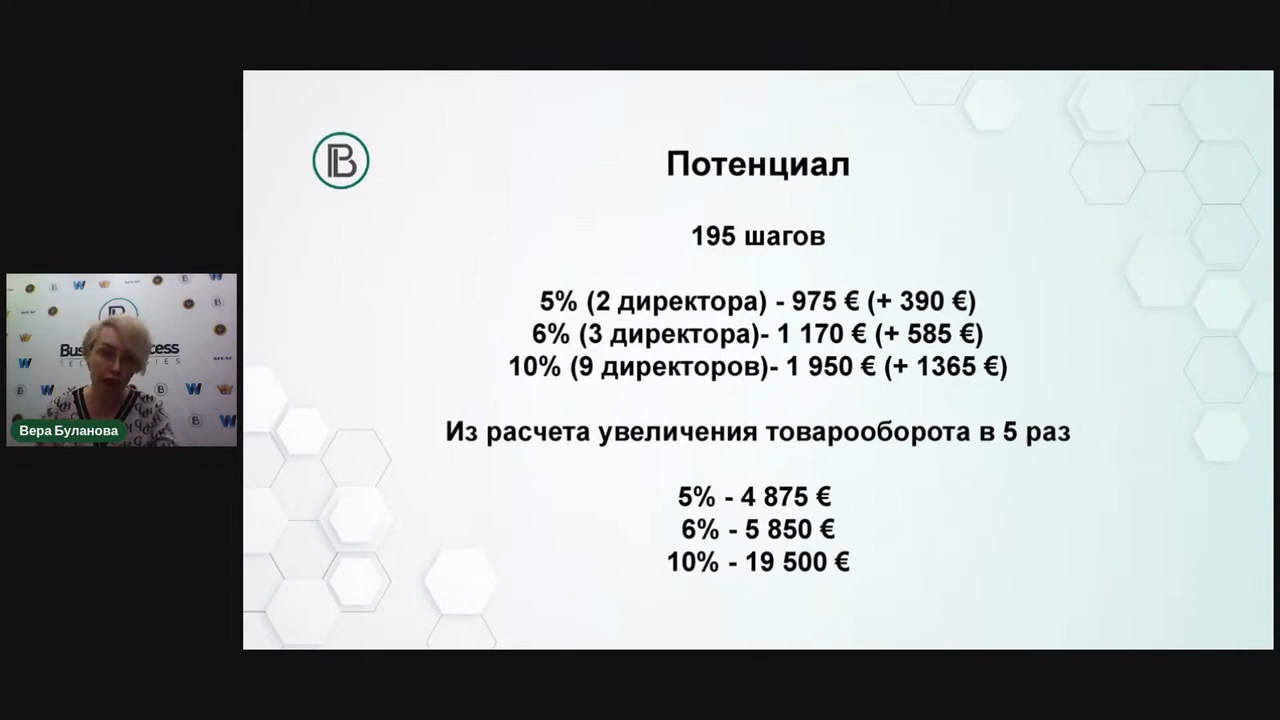 Потенциал
195 шагов
5% (2 директора) - 975 € (+ 390 €)
6% (3 директора)- 1 170 € (+ 585 €)
10% (9 директоров)- 1 950 € (+ 1365 €)
Из расчета увеличения товарооборота в 5 раз
5% - 4 875 €
6% - 5 850 €
10% - 19 500 €
Вера Буланова